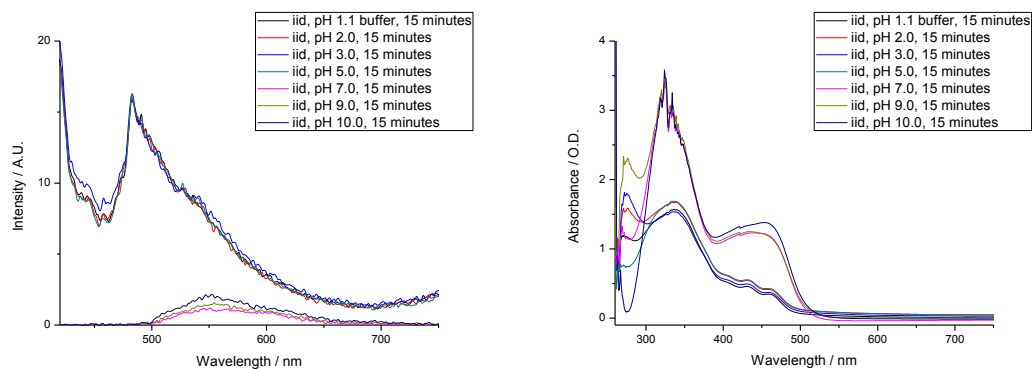 iid, pH 1.1 buffer, 15 minutes
iid, pH 2.0, 15 minutes
iid, pH 3.0, 15 minutes
iid, pH 5.0, 15 minutes
iid, pH 7.0, 15 minutes
iid, pH 9.0, 15 minutes
iid, pH 10.0, 15 minutes
20
10
0
Intensity / A.U.
500 600 700
Wavelength / nm
iid, pH 1.1 buffer, 15 minutes
iid, pH 2.0, 15 minutes
iid, pH 3.0, 15 minutes
iid, pH 5.0, 15 minutes
iid, pH 7.0, 15 minutes
iid, pH 9.0, 15 minutes
iid, pH 10.0, 15 minutes
4
3
2
1
0
Absorbance / O.D.
300 400 500 600 700
Wavelength / nm